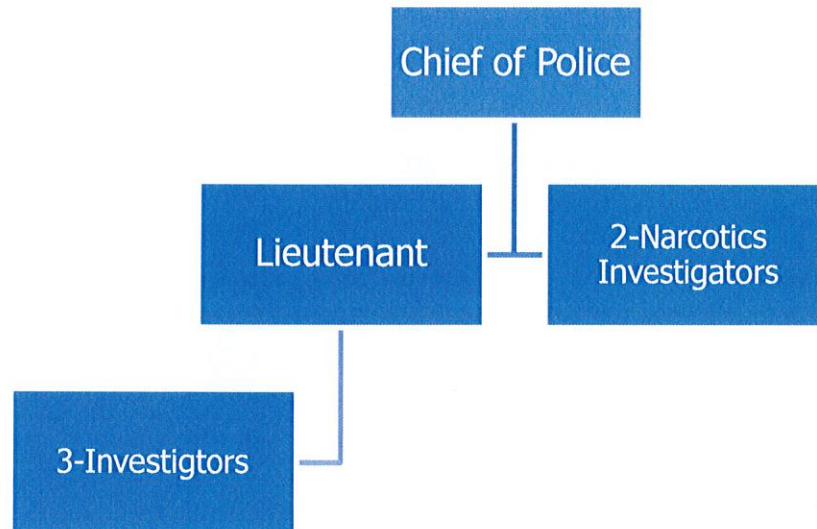 Chief of Police
Lieutenant
2-Narcotics
Investigators
3-Investigtors